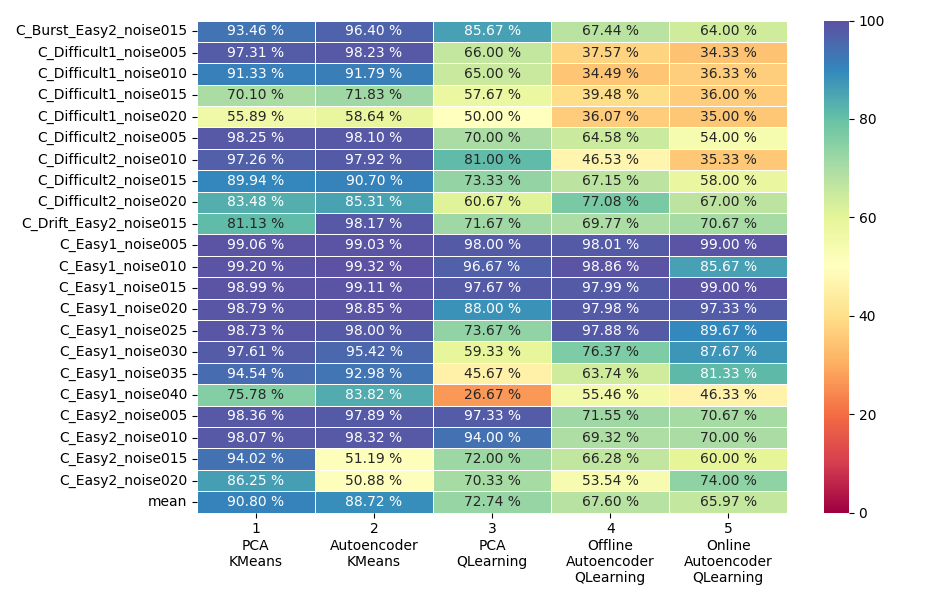 C_Burst_Easy2_noise015 93.46 % 96.40 % 85.67 % 67.44 % 64.00 %
C_Difficult1_noise005 97.31 % 98.23 % 66.00 % 37.57 % 34.33 %
C_Difficult1_noise010 91.33 % 91.79 % 65.00 % 34.49 % 36.33 %
C_Difficult1_noise015 70.10 % 71.83 % 57.67 % 39.48 % 36.00 %
C_Difficult1_noise020 55.89 % 58.64 % 50.00 % 36.07 % 35.00 %
C_Difficult2_noise005 98.25 % 98.10 % 70.00 % 64.58 % 54.00 %
C_Difficult2_noise010 97.26 % 97.92 % 81.00 % 46.53 % 35.33 %
C_Difficult2_noise015 89.94 % 90.70 % 73.33 % 67.15 % 58.00 %
C_Difficult2_noise020 83.48 % 85.31 % 60.67 % 77.08 % 67.00 %
C_Drift_Easy2_noise015 81.13 % 98.17 % 71.67 % 69.77 % 70.67 %
C_Easy1_noise005 99.06 % 99.03 % 98.00 % 98.01 % 99.00 %
C_Easy1_noise010 99.20 % 99.32 % 96.67 % 98.86 % 85.67 %
C_Easy1_noise015 98.99 % 99.11 % 97.67 % 97.99 % 99.00 %
C_Easy1_noise020 98.79 % 98.85 % 88.00 % 97.98 % 97.33 %
C_Easy1_noise025 98.73 % 98.00 % 73.67 % 97.88 % 89.67 %
C_Easy1_noise030 97.61 % 95.42 % 59.33 % 76.37 % 87.67 %
C_Easy1_noise035 94.54 % 92.98 % 45.67 % 63.74 % 81.33 %
C_Easy1_noise040 75.78 % 83.82 % 26.67 % 55.46 % 46.33 %
C_Easy2_noise005 98.36 % 97.89 % 97.33 % 71.55 % 70.67 %
C_Easy2_noise010 98.07 % 98.32 % 94.00 % 69.32 % 70.00 %
C_Easy2_noise015 94.02 % 51.19 % 72.00 % 66.28 % 60.00 %
C_Easy2_noise020 86.25 % 50.88 % 70.33 % 53.54 % 74.00 %
mean 90.80 % 88.72 % 72.74 % 67.60 % 65.97 %
1 2 3 4 5
PCA Autoencoder PCA Offline Online
KMeans KMeans QLearning Autoencoder Autoencoder
QLearning QLearning
100
80
60
40
20
0